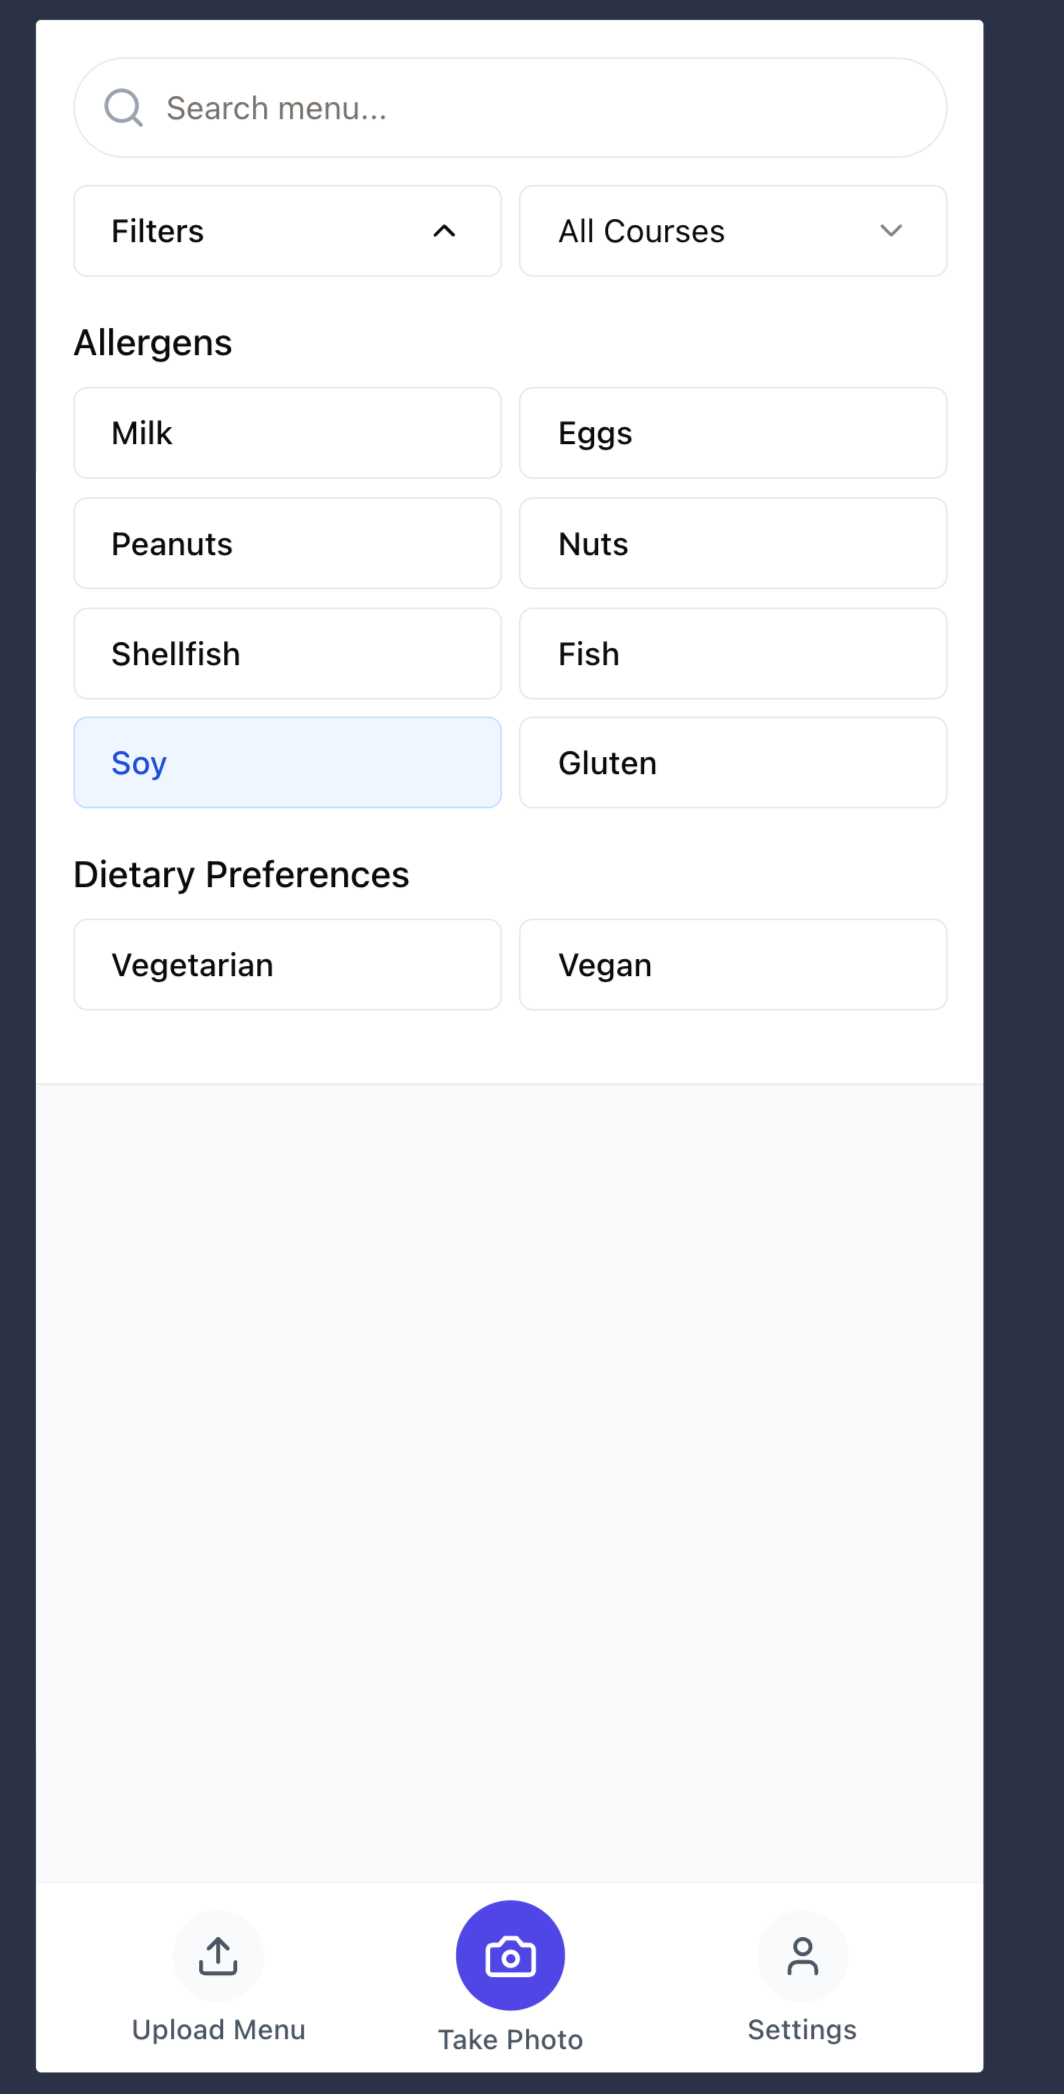 Search menu...
Filters
All Courses
Allergens
Milk
Eggs
Peanuts
Nuts
Shellfish
Fish
Soy
Gluten
Dietary Preferences
Vegetarian
Vegan
Upload Menu
Take Photo
Settings